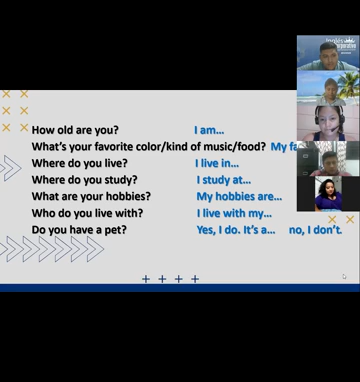 How old are you? I am...
What's your favorite color/kind of music/food? My fa
Where do you live? I live in...
Where do you study? I study at...
What are your hobbies? My hobbies are...
Who do you live with? I live with my...
Do you have a pet? Yes, I do. It's a... no, I don't.